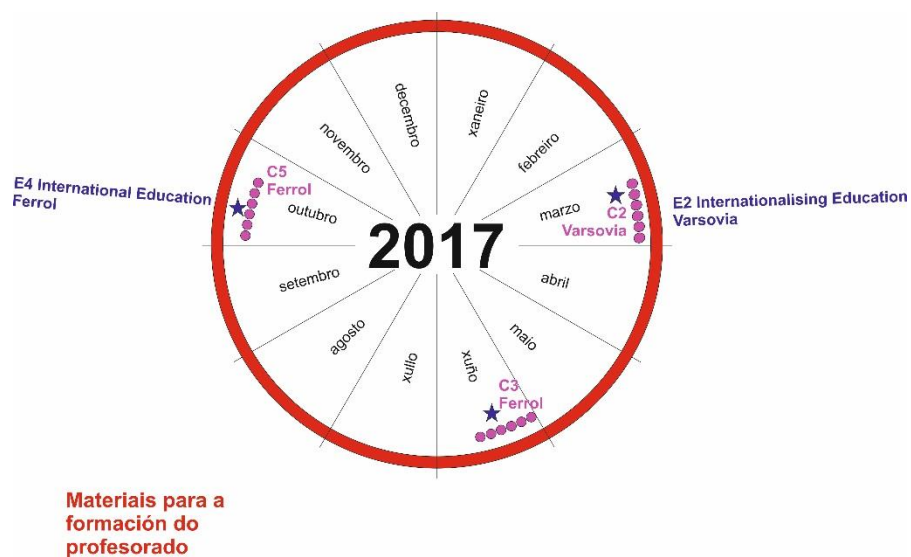 decembro
xaneiro
novembro
febreiro
E4 International Education
Ferrol
C5
Ferrol
outubro
marzo
C2
Varsovia
E2 Internationalising Education
Varsovia
2017
setembro
abril
agosto
maio
xullo
xuño
C3
Ferrol
Materiais para a
formación do
profesorado